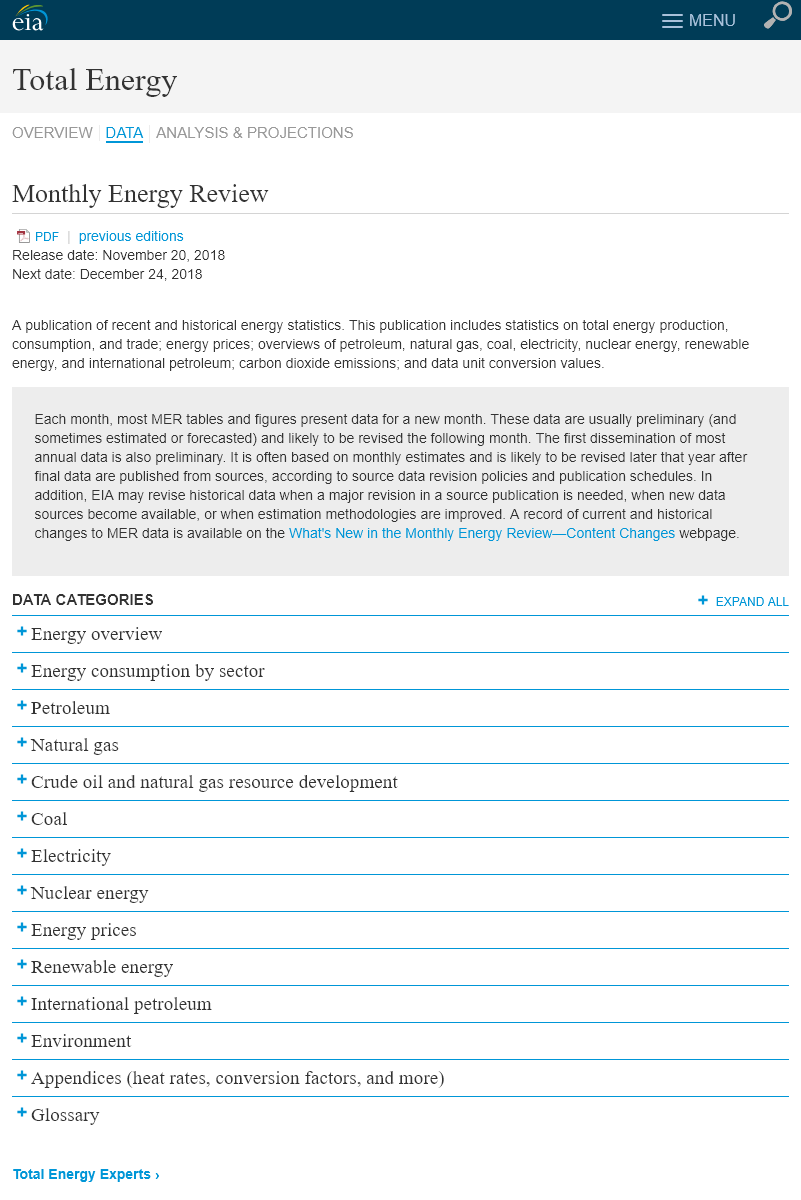 eia
MENU
Total Energy
OVERVIEW DATA ANALYSIS & PROJECTIONS
Monthly Energy Review
PDF | previous editions
Release date: November 20, 2018
Next date: December 24, 2018
A publication of recent and historical energy statistics. This publication includes statistics on total energy production,
consumption, and trade; energy prices; overviews of petroleum, natural gas, coal, electricity, nuclear energy, renewable
energy, and international petroleum; carbon dioxide emissions; and data unit conversion values.
Each month, most MER tables and figures present data for a new month. These data are usually preliminary (and
sometimes estimated or forecasted) and likely to be revised the following month. The first dissemination of most
annual data is also preliminary. It is often based on monthly estimates and is likely to be revised later that year after
final data are published from sources, according to source data revision policies and publication schedules. In
addition, EIA may revise historical data when a major revision in a source publication is needed, when new data
sources become available, or when estimation methodologies are improved. A record of current and historical
changes to MER data is available on the What's New in the Monthly Energy Review—Content Changes webpage.
DATA CATEGORIES
+ EXPAND ALL
+ Energy overview
+ Energy consumption by sector
+ Petroleum
+ Natural gas
+ Crude oil and natural gas resource development
+ Coal
+ Electricity
+ Nuclear energy
+ Energy prices
+ Renewable energy
+ International petroleum
+ Environment
+ Appendices (heat rates, conversion factors, and more)
+ Glossary
Total Energy Experts ›